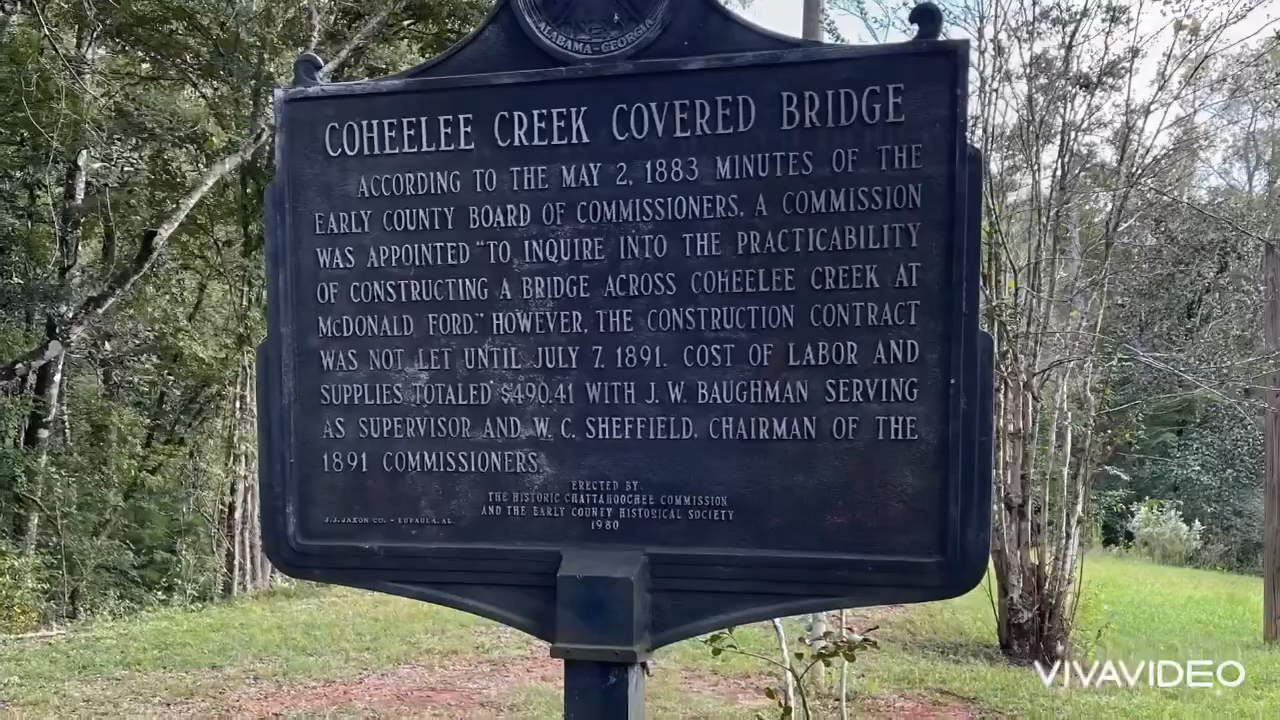 ALABAMA-GEORGIA
COHEELEE CREEK COVERED BRIDGE
ACCORDING TO THE MAY 2, 1883 MINUTES OF THE
EARLY COUNTY BOARD OF COMMISSIONERS, A COMMISSION
WAS APPOINTED "TO INQUIRE INTO THE PRACTICABILITY
OF CONSTRUCTING A BRIDGE ACROSS COHEELEE CREEK AT
McDONALD FORD." HOWEVER, THE CONSTRUCTION CONTRACT
WAS NOT LET UNTIL JULY 7, 1891. COST OF LABOR AND
SUPPLIES TOTALED $490.41 WITH J. W. BAUGHMAN SERVING
AS SUPERVISOR AND W. C. SHEFFIELD, CHAIRMAN OF THE
1891 COMMISSIONERS.
ERECTED BY
THE HISTORIC CHATTAHOOCHEE COMMISSION
AND THE EARLY COUNTY HISTORICAL SOCIETY
1980
J.J. JAXON CO. - EUFAULA, AL.
VIVAVIDEO